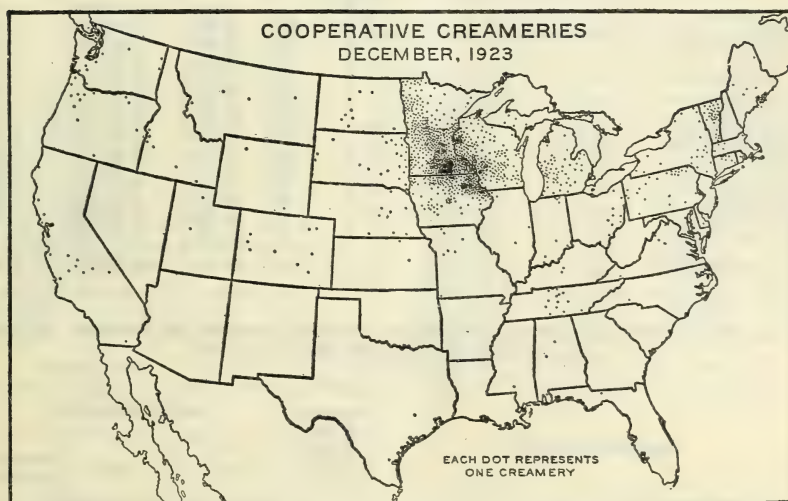 COOPERATIVE CREAMERIES
DECEMBER, 1923
EACH DOT REPRESENTS
ONE CREAMERY